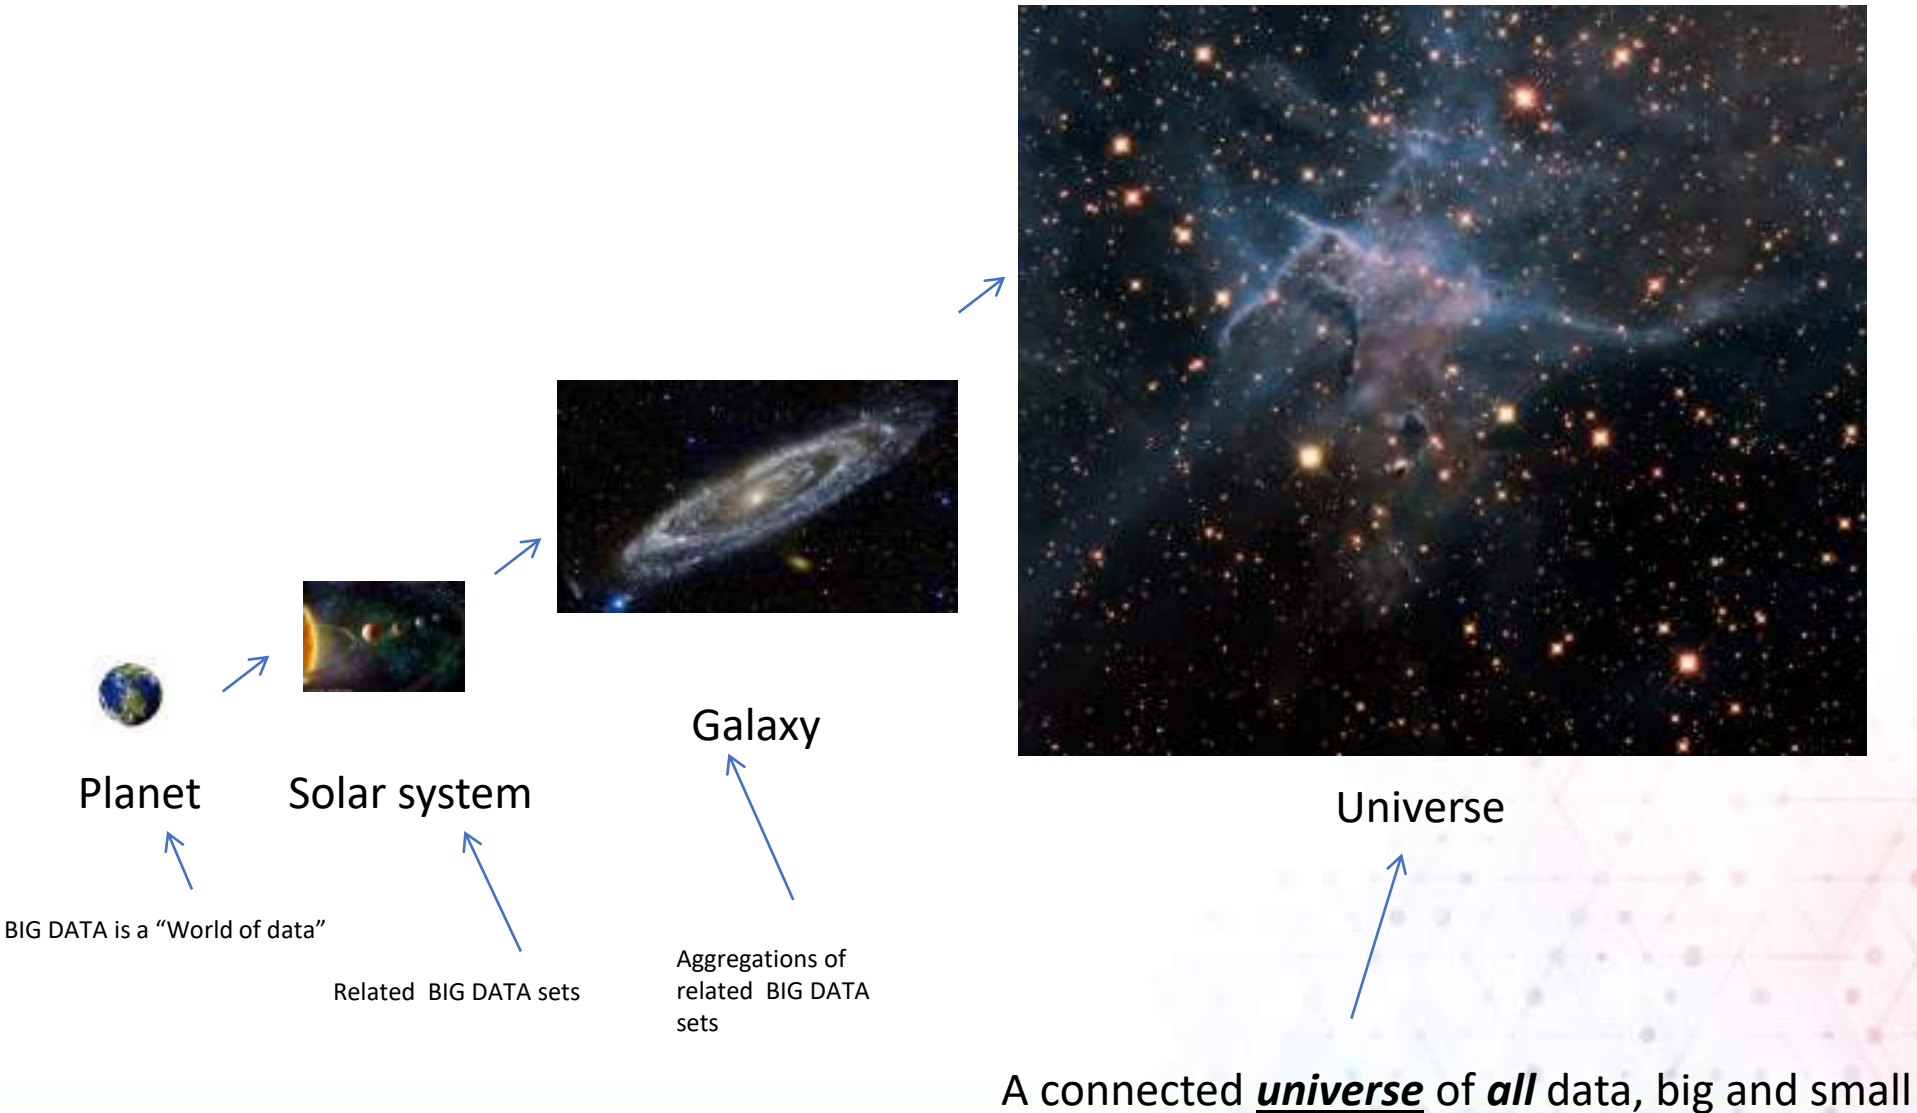 Galaxy
Planet
Solar system
Universe
BIG DATA is a “World of data”
Related  BIG DATA sets
Aggregations of
related  BIG DATA
sets
A connected universe of all data, big and small